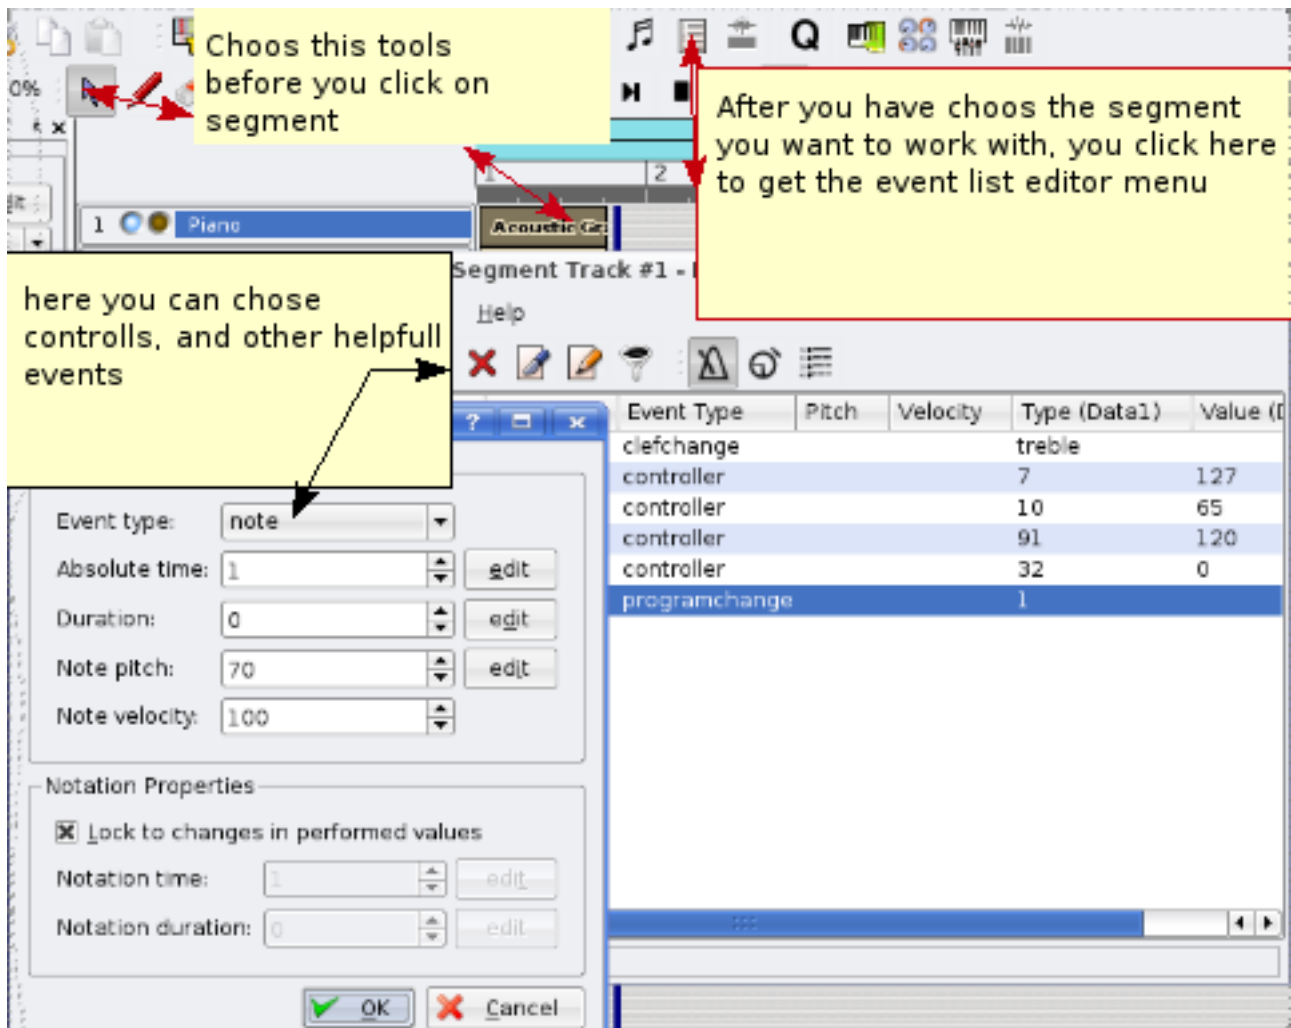 Choos this tools
before you click on
segment
Q
0%
After you have choos the segment
you want to work with, you click here
to get the event list editor menu
1
2
1 Piano
Acoustic Gr
Segment Track #1 -
here you can chose
controlls, and other helpfull
events
Help
Event Type Pitch Velocity Type (Data1) Value (D
clefchange treble
controller 7 127
controller 10 65
controller 91 120
controller 32 0
programchange 1
Event type: note
Absolute time: 1 edit
Duration: 0 edit
Note pitch: 70 edit
Note velocity: 100
Notation Properties
Lock to changes in performed values
Notation time: 1 edit
Notation duration: 0 edit
OK Cancel